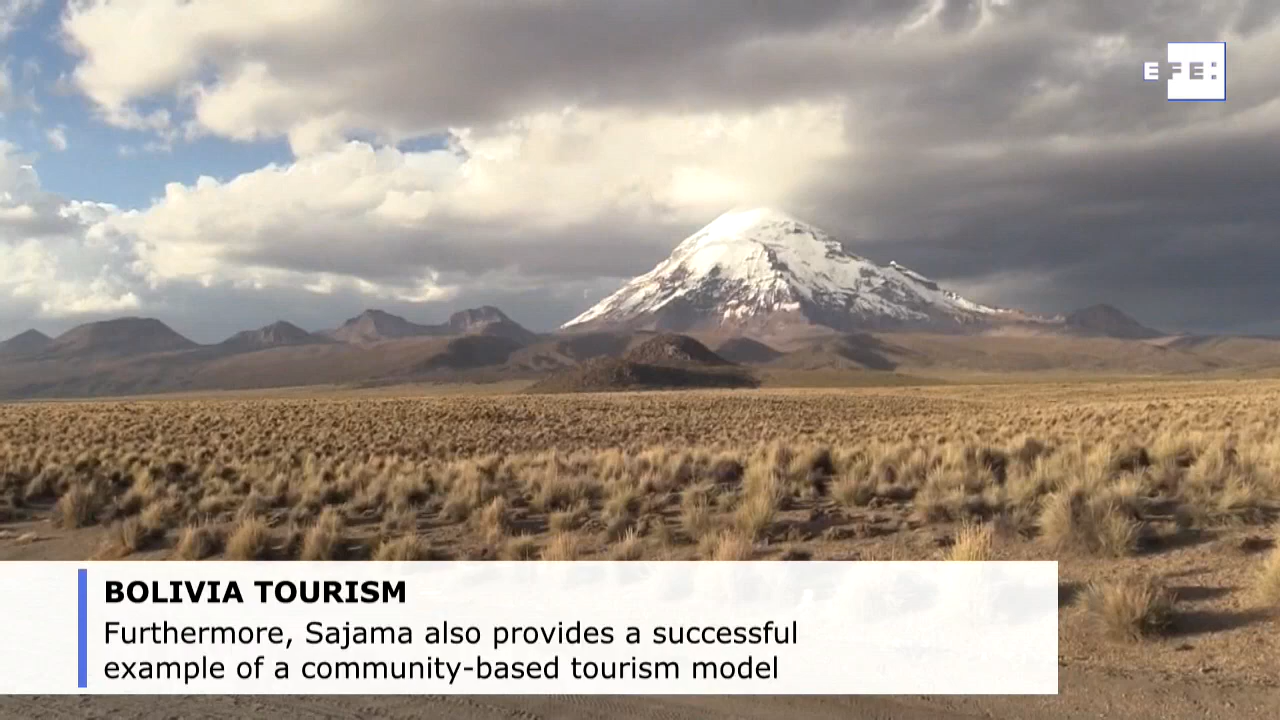 EFE:
BOLIVIA TOURISM
Furthermore, Sajama also provides a successful
example of a community-based tourism model